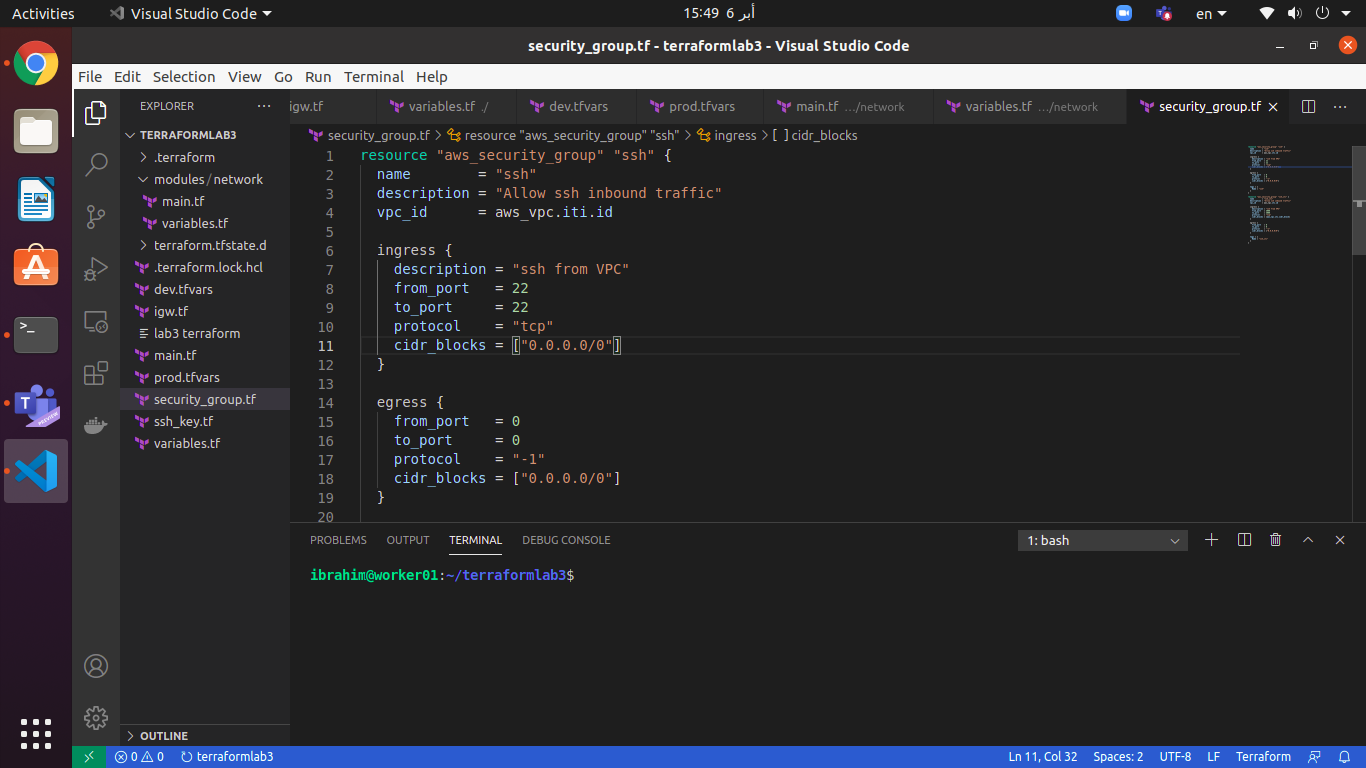 Activities
Visual Studio Code
15:49 6 أبر
en
security_group.tf - terraformlab3 - Visual Studio Code
File Edit Selection View Go Run Terminal Help
EXPLORER
igw.tf
variables.tf ./
dev.tfvars
prod.tfvars
main.tf …/network
variables.tf …/network
security_group.tf
TERRAFORMLAB3
.terraform
modules/network
main.tf
variables.tf
terraform.tfstate.d
.terraform.lock.hcl
dev.tfvars
igw.tf
lab3 terraform
main.tf
prod.tfvars
security_group.tf
ssh_key.tf
variables.tf
OUTLINE
security_group.tf > resource "aws_security_group" "ssh" > ingress > [ ] cidr_blocks
1 resource "aws_security_group" "ssh" {
2 name = "ssh"
3 description = "Allow ssh inbound traffic"
4 vpc_id = aws_vpc.iti.id
5
6 ingress {
7 description = "ssh from VPC"
8 from_port = 22
9 to_port = 22
10 protocol = "tcp"
11 cidr_blocks = ["0.0.0.0/0"]
12 }
13
14 egress {
15 from_port = 0
16 to_port = 0
17 protocol = "-1"
18 cidr_blocks = ["0.0.0.0/0"]
19 }
20
PROBLEMS OUTPUT TERMINAL DEBUG CONSOLE
1: bash
ibrahim@worker01:~/terraformlab3$
0 0 terraformlab3
Ln 11, Col 32 Spaces: 2 UTF-8 LF Terraform